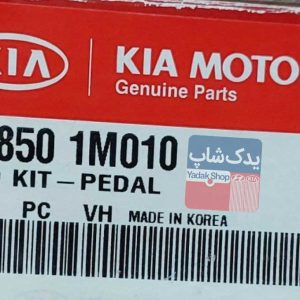 KIA
KIA MOTO
Genuine Parts
850 1M010
KIT-PEDAL
یدک‌شاپ
Yadak Shop
PC VH MADE IN KOREA